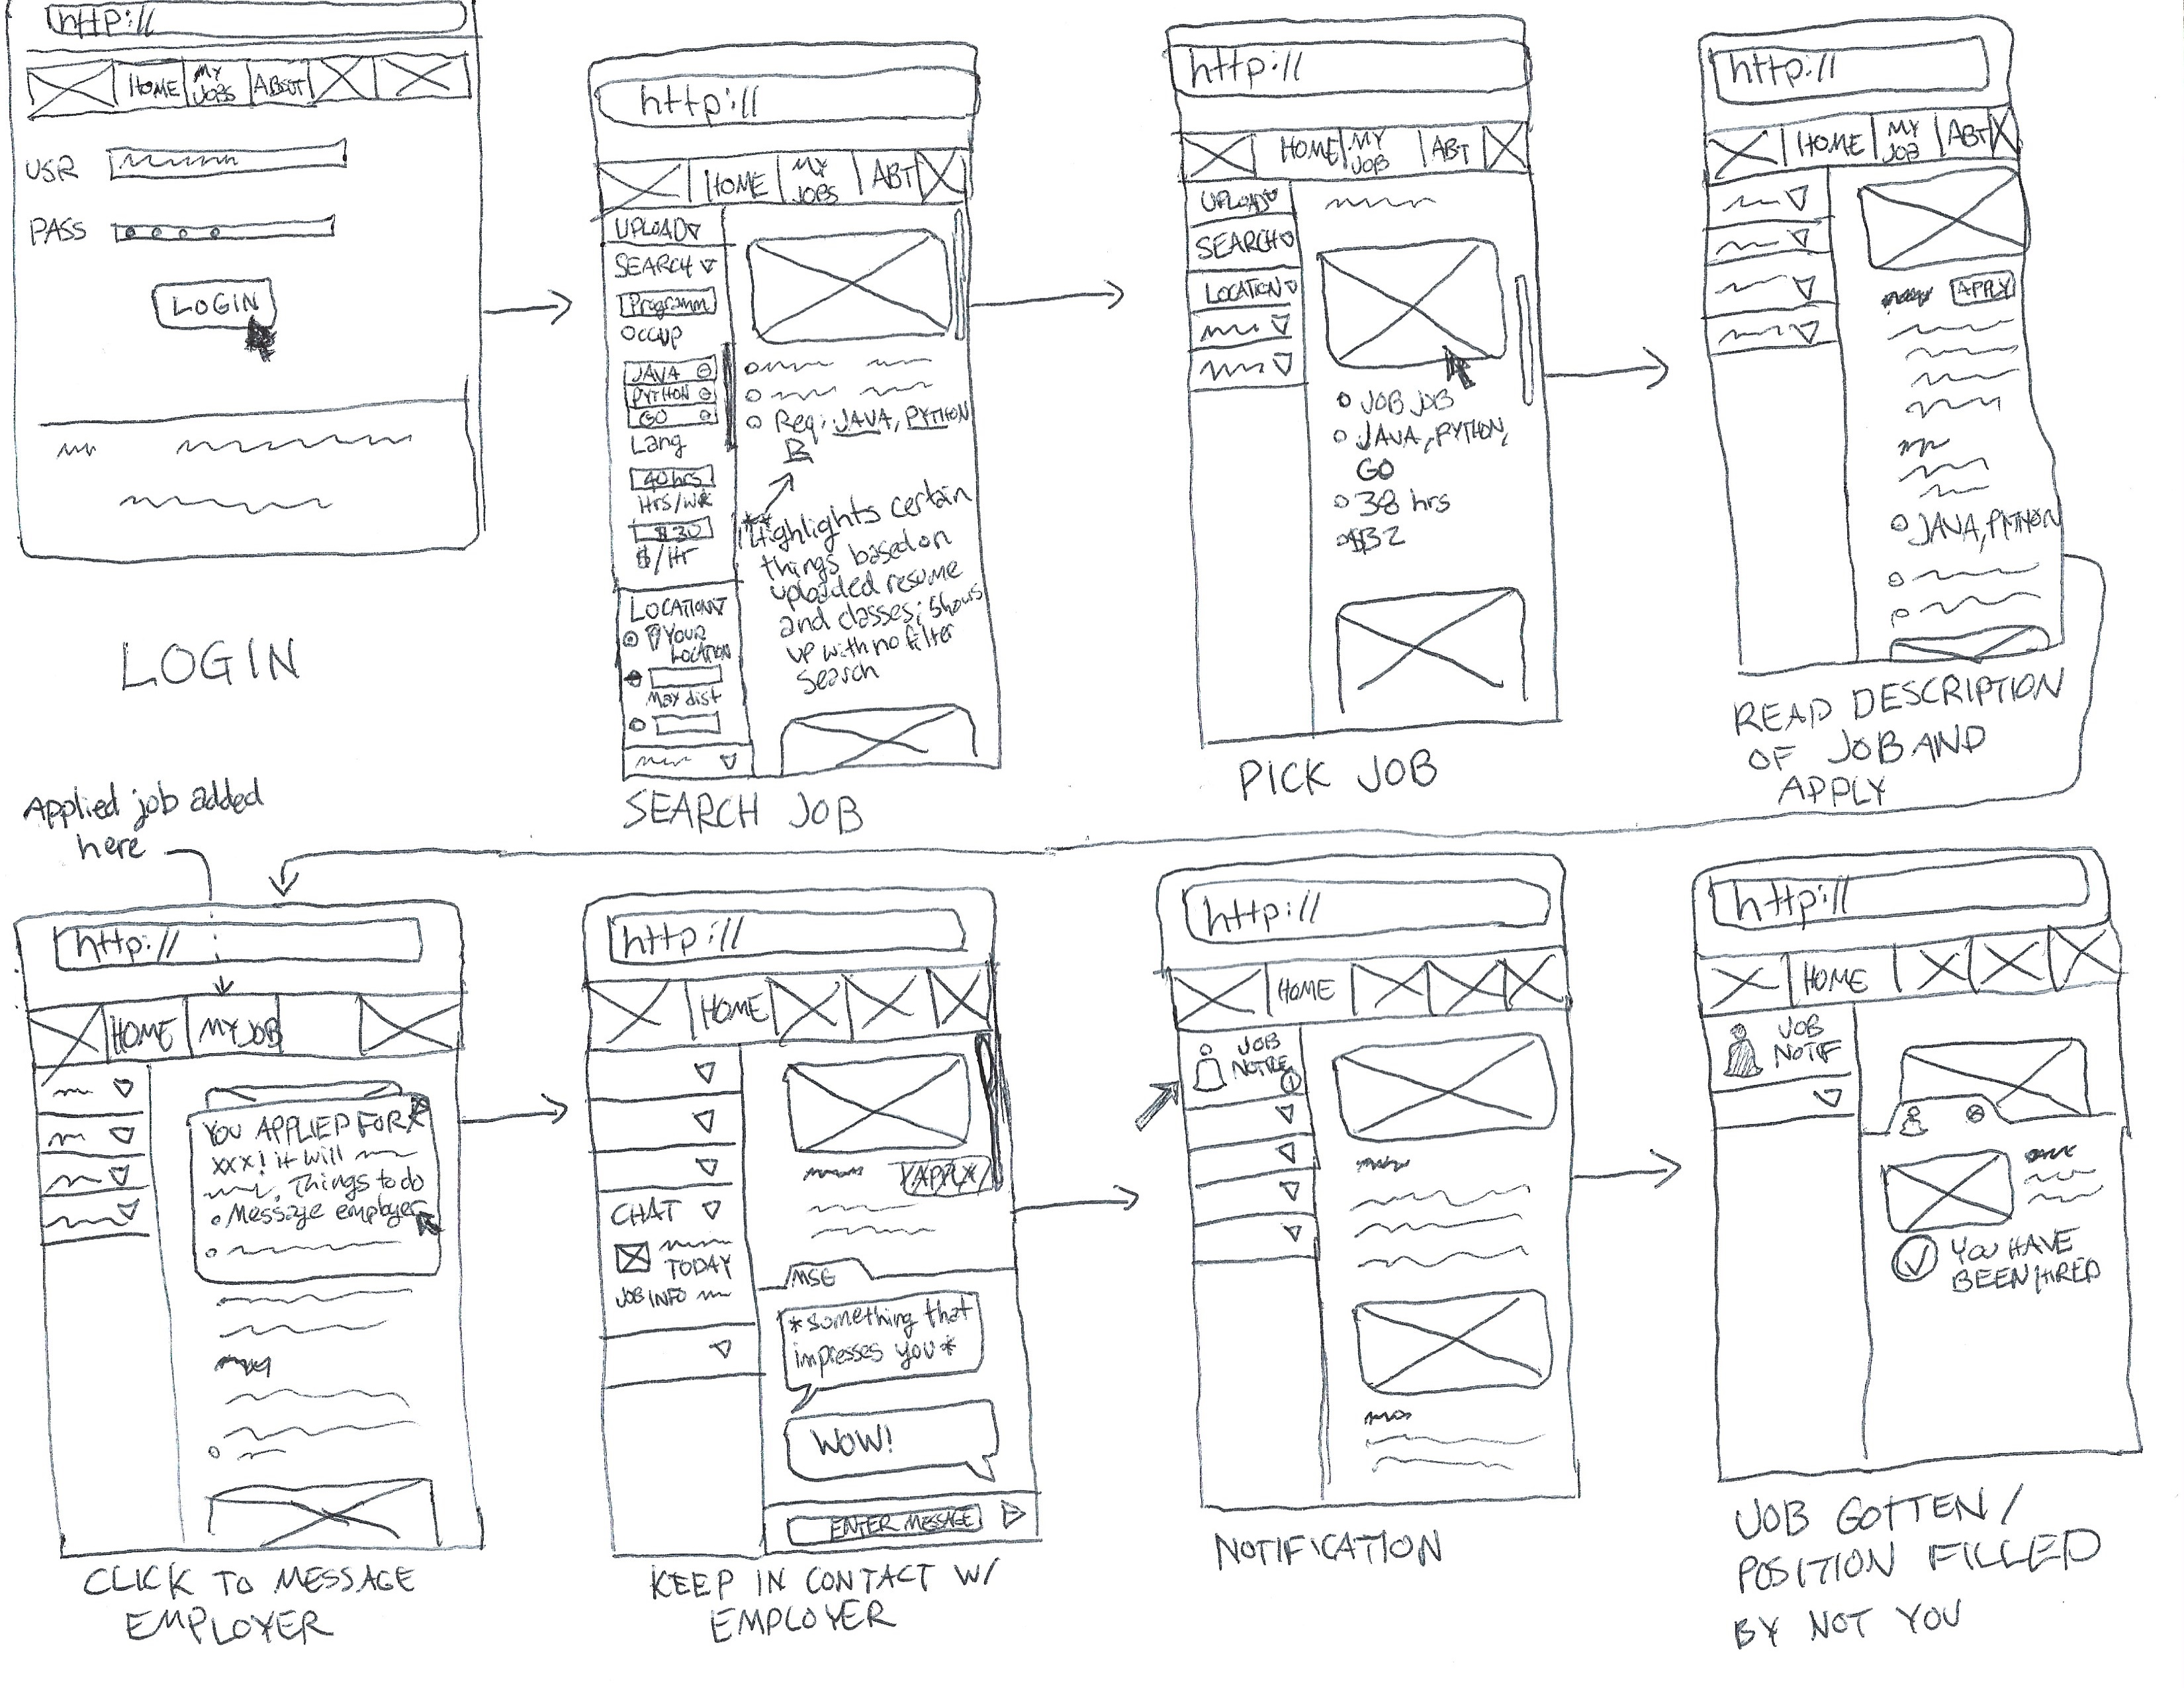 http://
HOME
MY
JOBS
ABOUT
USR
PASS
LOGIN
LOGIN
http://
HOME
MY
JOBS
ABT
UPLOAD
SEARCH
Programm
Occup
JAVA
PYTHON
GO
Lang
40 hrs
Hrs/wk
$30
$/Hr
LOCATION
YOUR
LOCATION
Max dist
Req: JAVA, PYTHON
**
Highlights certain
things based on
uploaded resume
and classes; shows
up with no filter
search
SEARCH JOB
http://
HOME
MY
JOB
ABT
UPLOAD
SEARCH
LOCATION
JOB JOB
JAVA, PYTHON,
GO
38 hrs
$32
PICK JOB
http://
HOME
MY
JOB
ABT
APPLY
JAVA, PYTHON
READ DESCRIPTION
OF JOB AND
APPLY
Applied job added
here
http://
HOME
MY JOB
YOU APPLIED FOR
xxx! it will
, Things to do
Message employer
CLICK TO MESSAGE
EMPLOYER
http://
HOME
CHAT
TODAY
JOB INFO
APPLY
MSG
*something that
impresses you*
WOW!
ENTER MESSAGE
KEEP IN CONTACT W/
EMPLOYER
http://
HOME
JOB
NOTIFICATION
http://
HOME
JOB
NOTIF
YOU HAVE
BEEN HIRED
JOB GOTTEN/
POSITION FILLED
BY NOT YOU